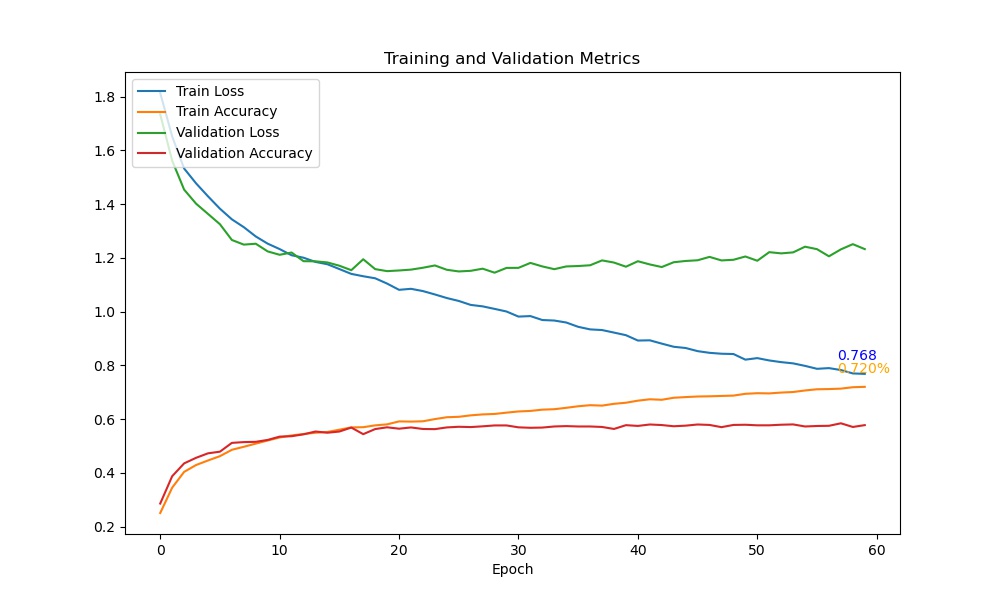 Training and Validation Metrics
Train Loss
Train Accuracy
Validation Loss
Validation Accuracy
1.8
1.6
1.4
1.2
1.0
0.8
0.6
0.4
0.2
0.768
0.720%
0 10 20 30 40 50 60
Epoch